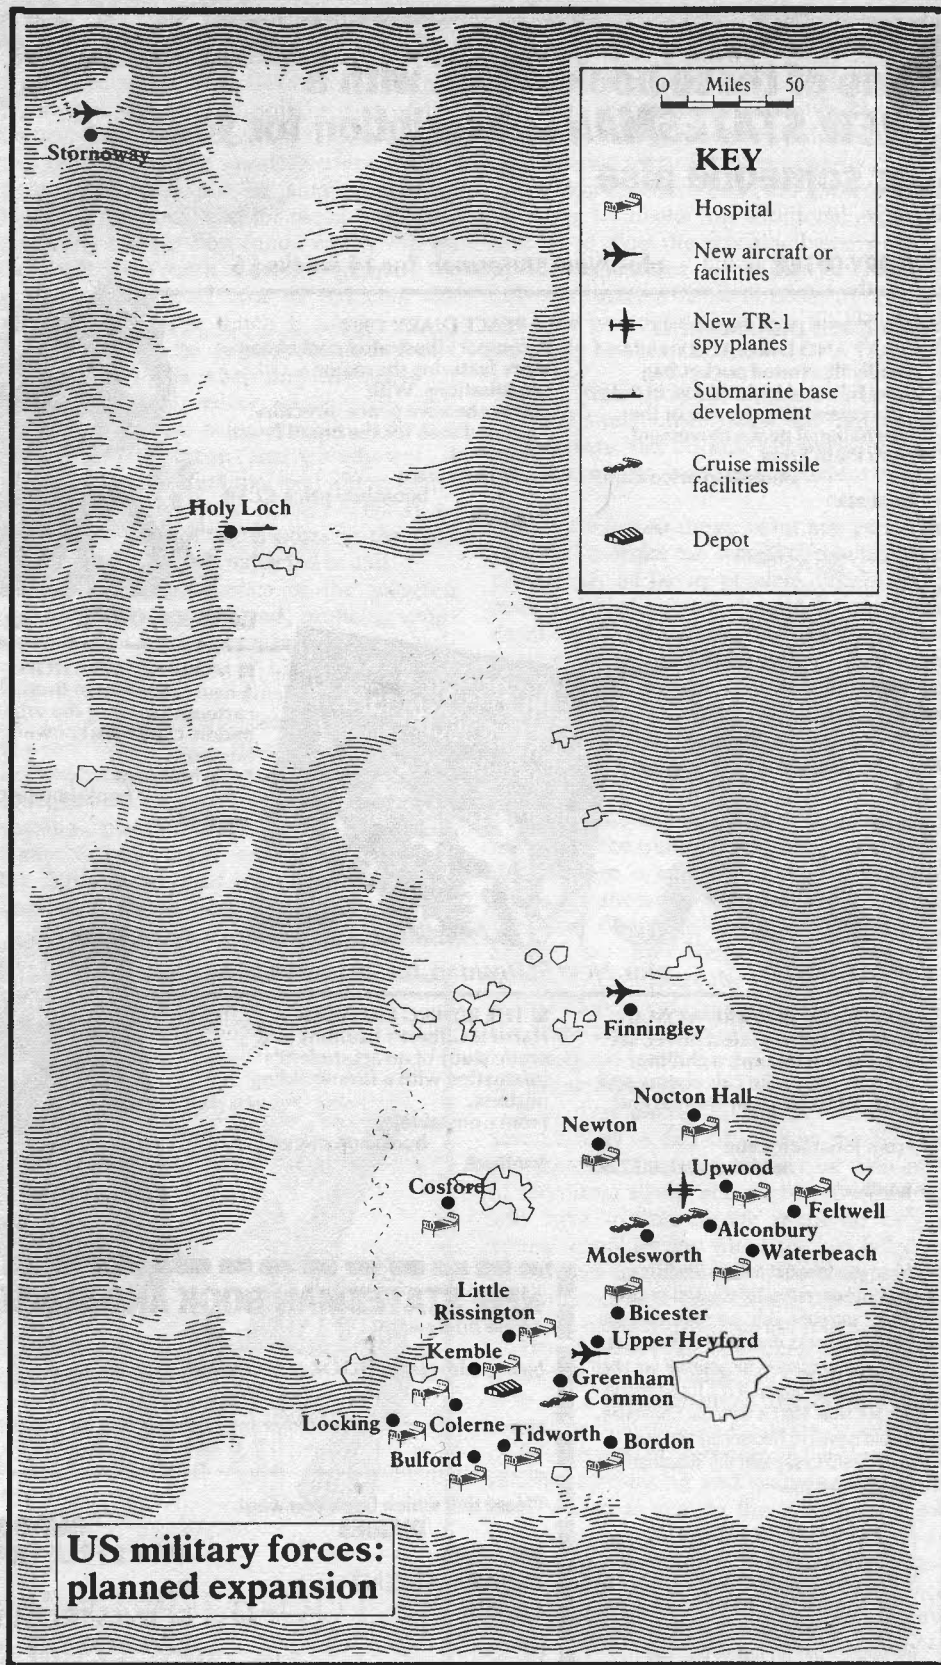 O Miles 50
KEY
Hospital
New aircraft or
facilities
New TR-1
spy planes
Submarine base
development
Cruise missile
facilities
Depot
Stornoway
Holy Loch
Finningley
Nocton Hall
Newton
Upwood
Cosford
Feltwell
Alconbury
Molesworth
Waterbeach
Little
Rissington
Bicester
Upper Heyford
Kemble
Greenham
Common
Locking
Colerne
Tidworth
Bordon
Bulford
US military forces:
planned expansion